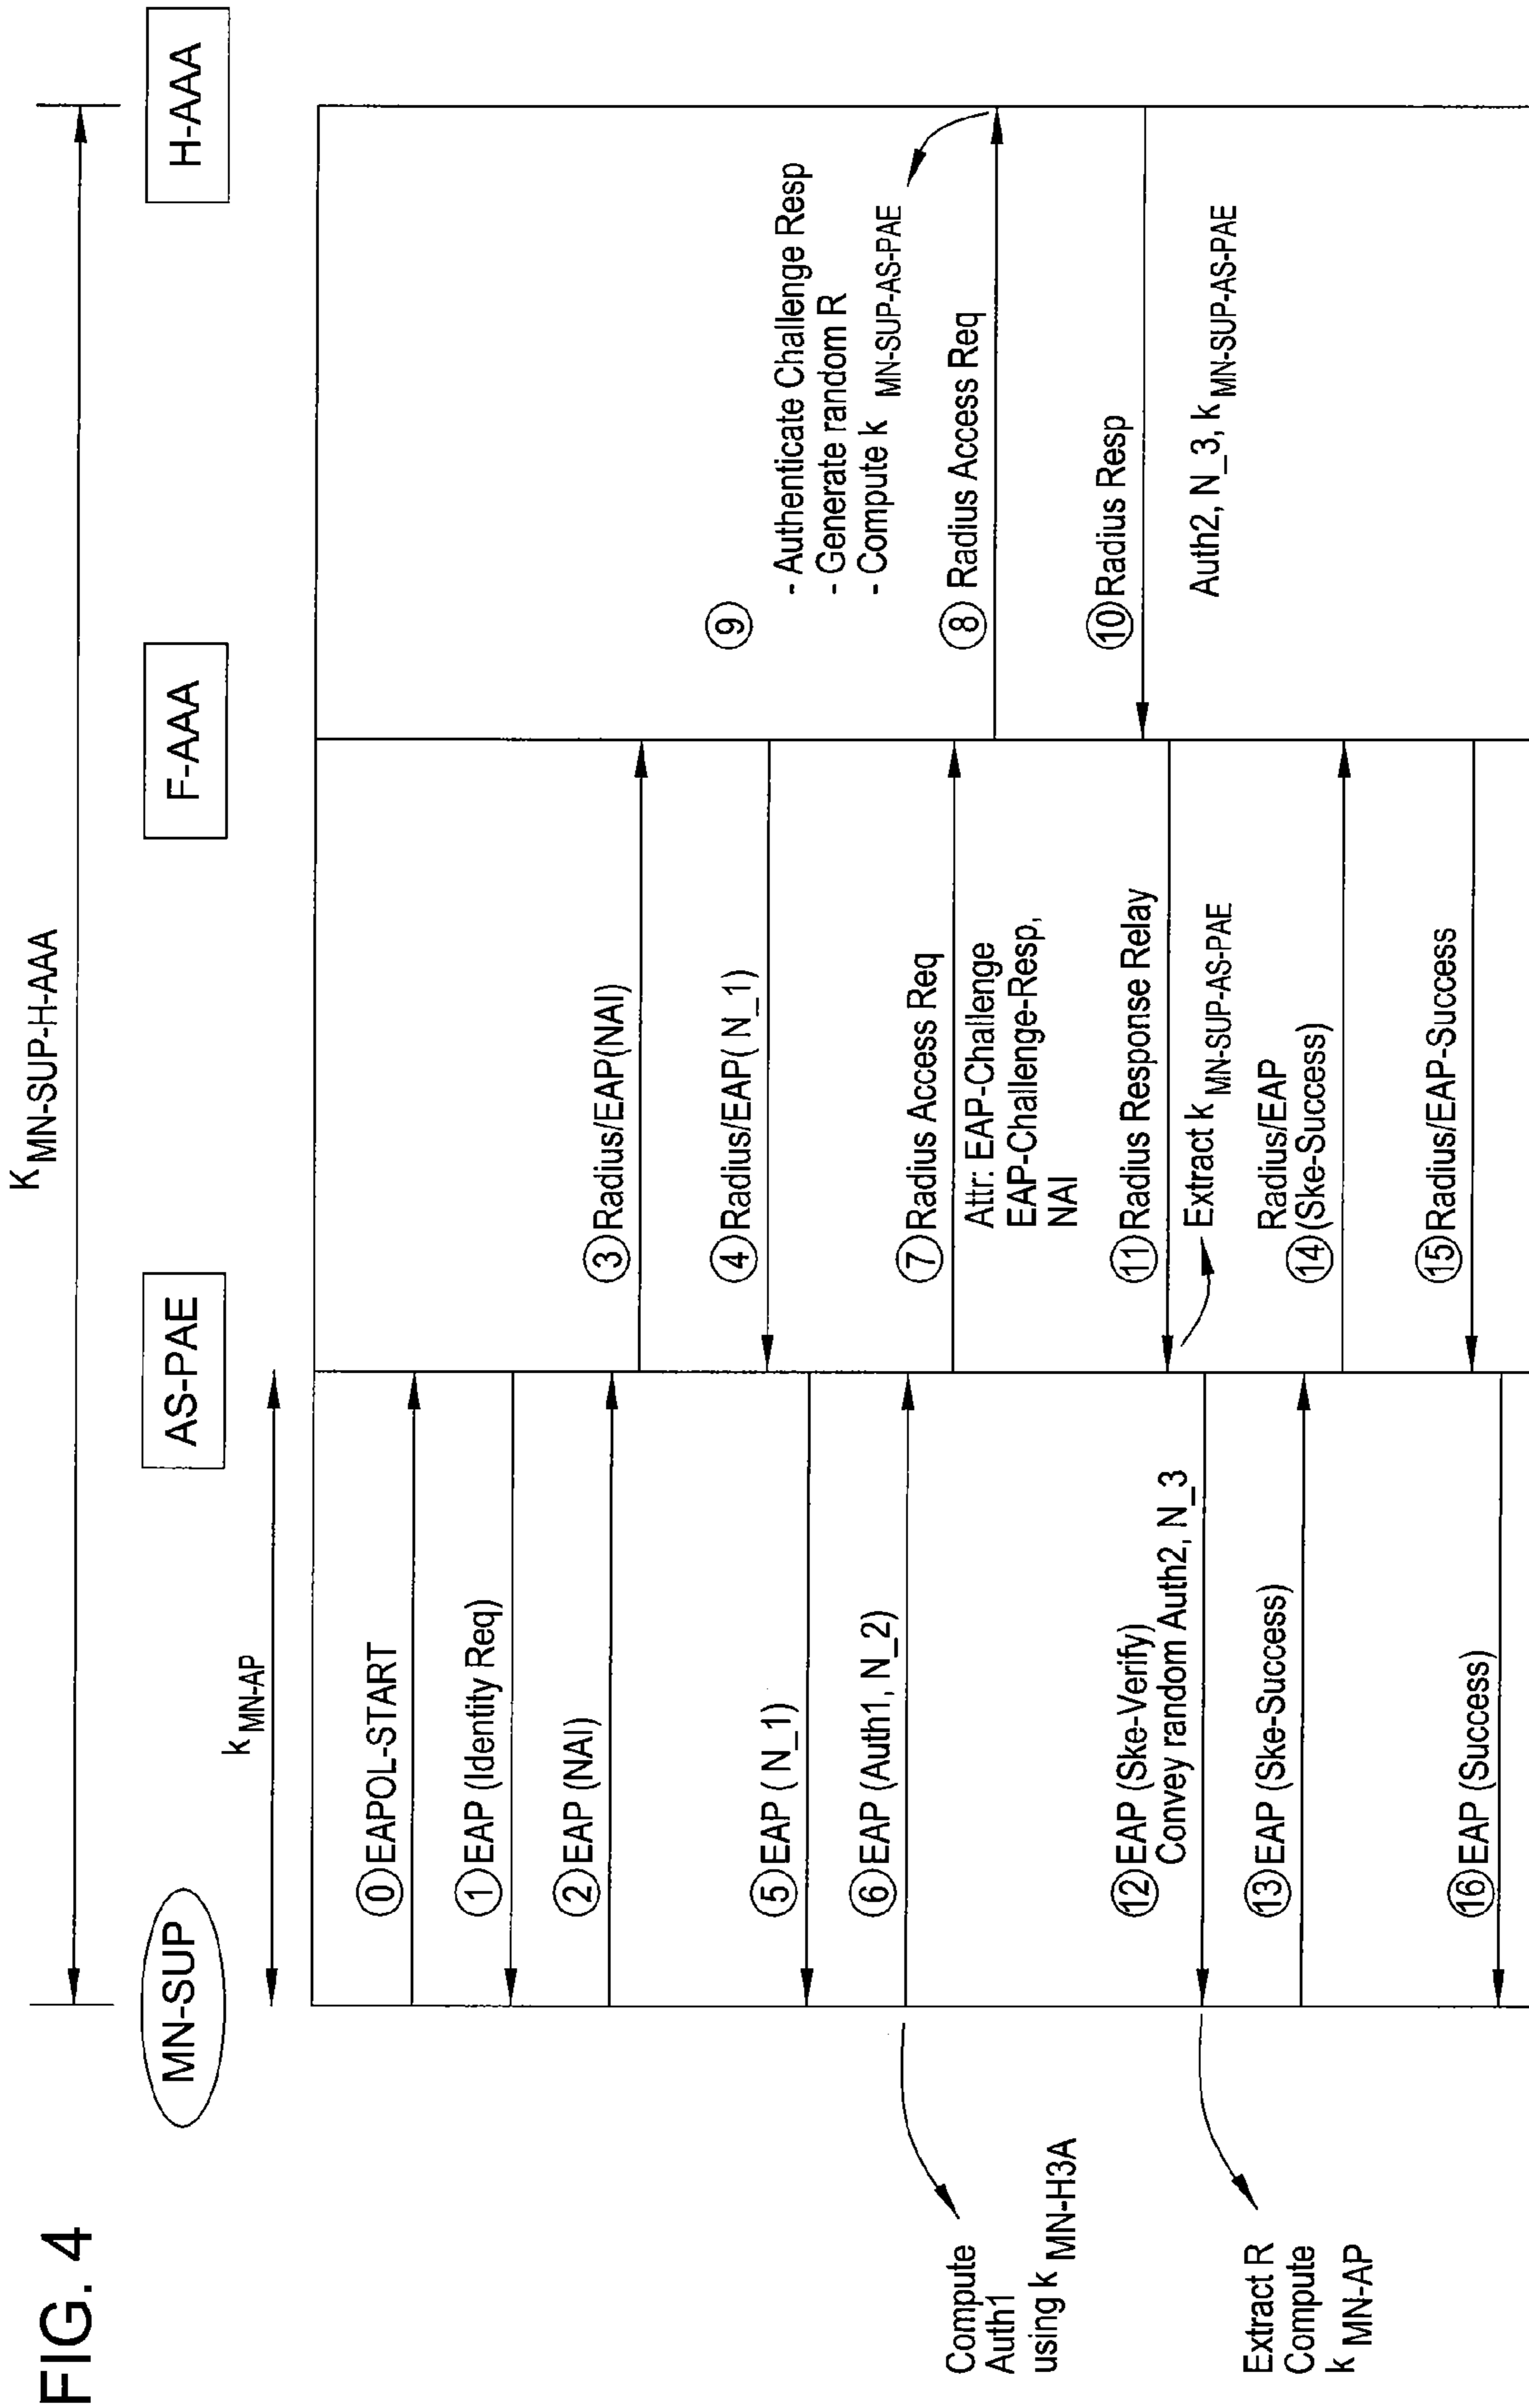 FIG. 4
K MN-SUP-H-AAA
MN-SUP
AS-PAE
F-AAA
H-AAA
k MN-AP
0 EAPOL-START
1 EAP (Identity Req)
2 EAP (NAI)
3 Radius/EAP(NAI)
4 Radius/EAP( N_1)
5 EAP ( N_1)
6 EAP (Auth1, N_2)
Compute
Auth1
using k MN-H3A
7 Radius Access Req
Attr: EAP-Challenge
EAP-Challenge-Resp,
NAI
9
- Authenticate Challenge Resp
- Generate random R
- Compute k MN-SUP-AS-PAE
8 Radius Access Req
10 Radius Resp
Auth2, N_3, k MN-SUP-AS-PAE
11 Radius Response Relay
Extract k MN-SUP-AS-PAE
12 EAP (Ske-Verify)
Convey random Auth2, N_3
Extract R
Compute
k MN-AP
13 EAP (Ske-Success)
Radius/EAP
14 (Ske-Success)
15 Radius/EAP-Success
16 EAP (Success)